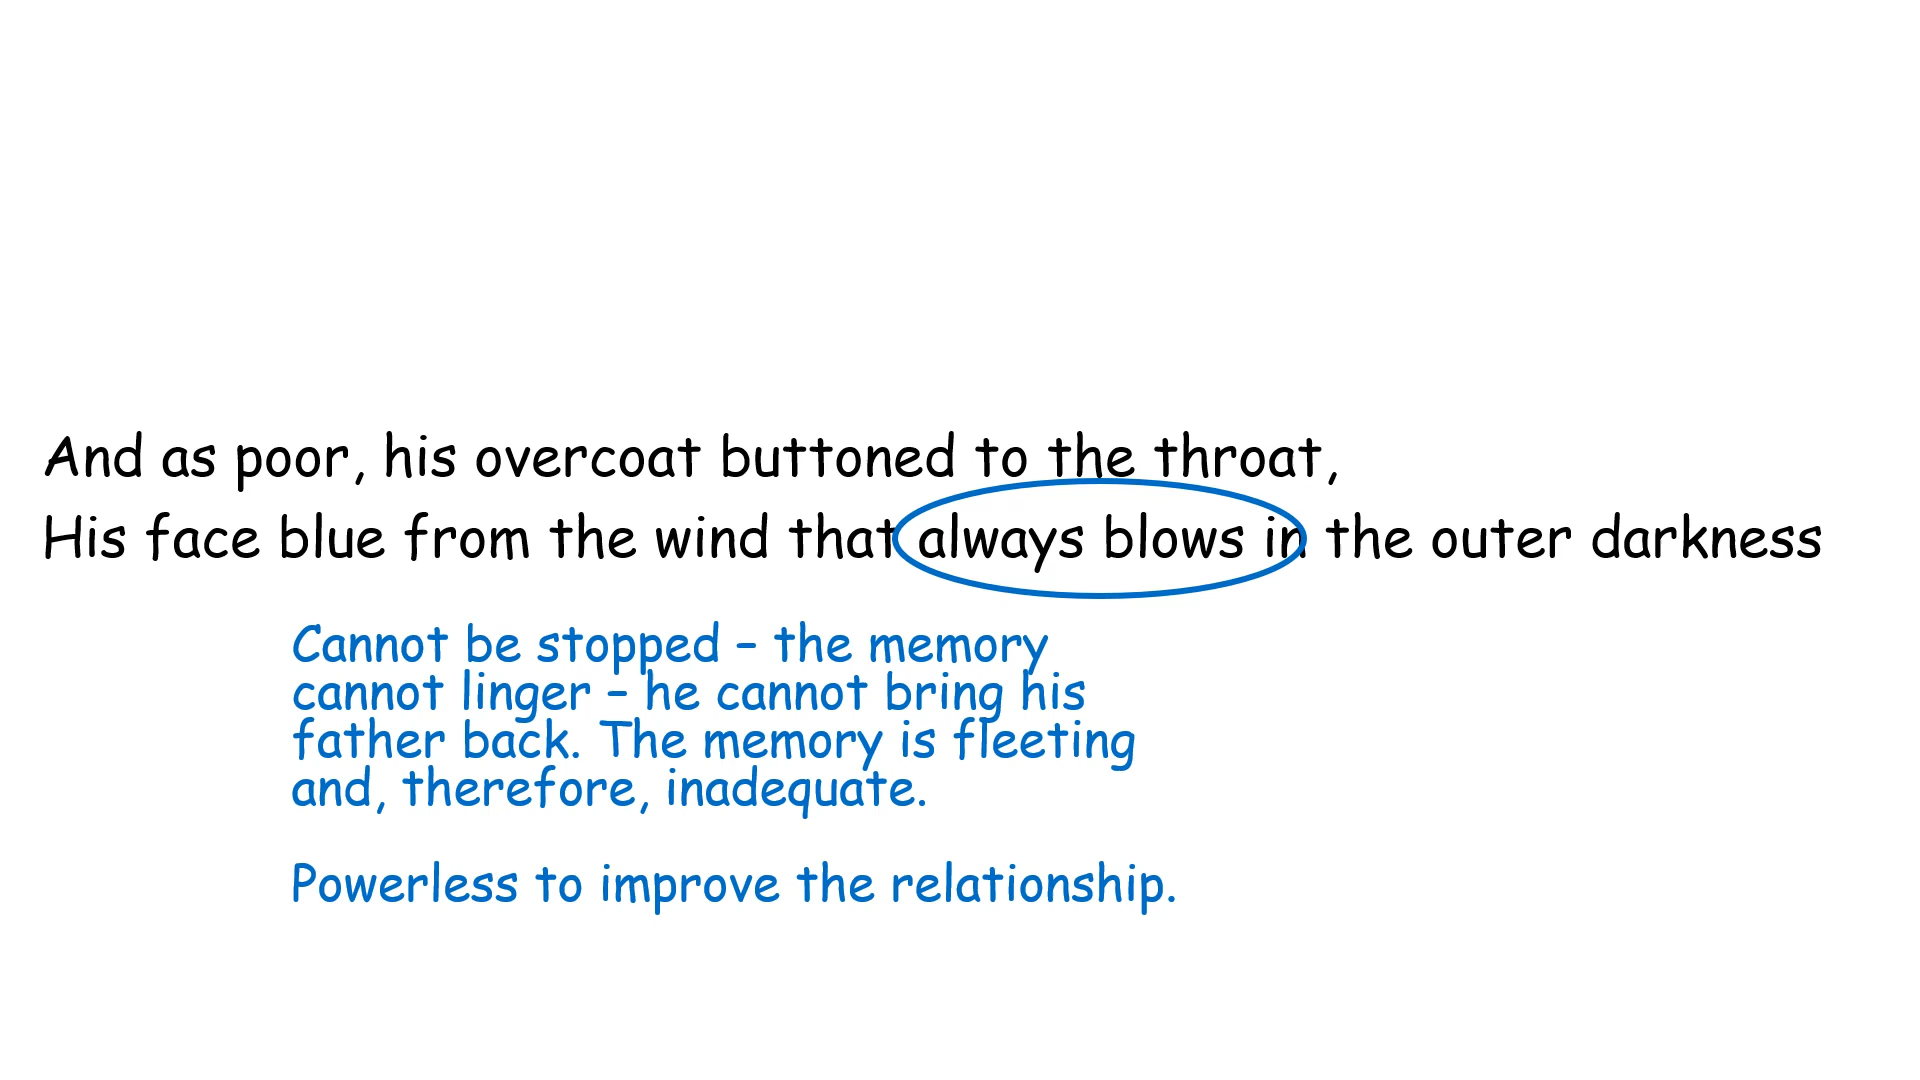 And as poor, his overcoat buttoned to the throat,
His face blue from the wind that always blows in the outer darkness
Cannot be stopped – the memory
cannot linger – he cannot bring his
father back. The memory is fleeting
and, therefore, inadequate.
Powerless to improve the relationship.